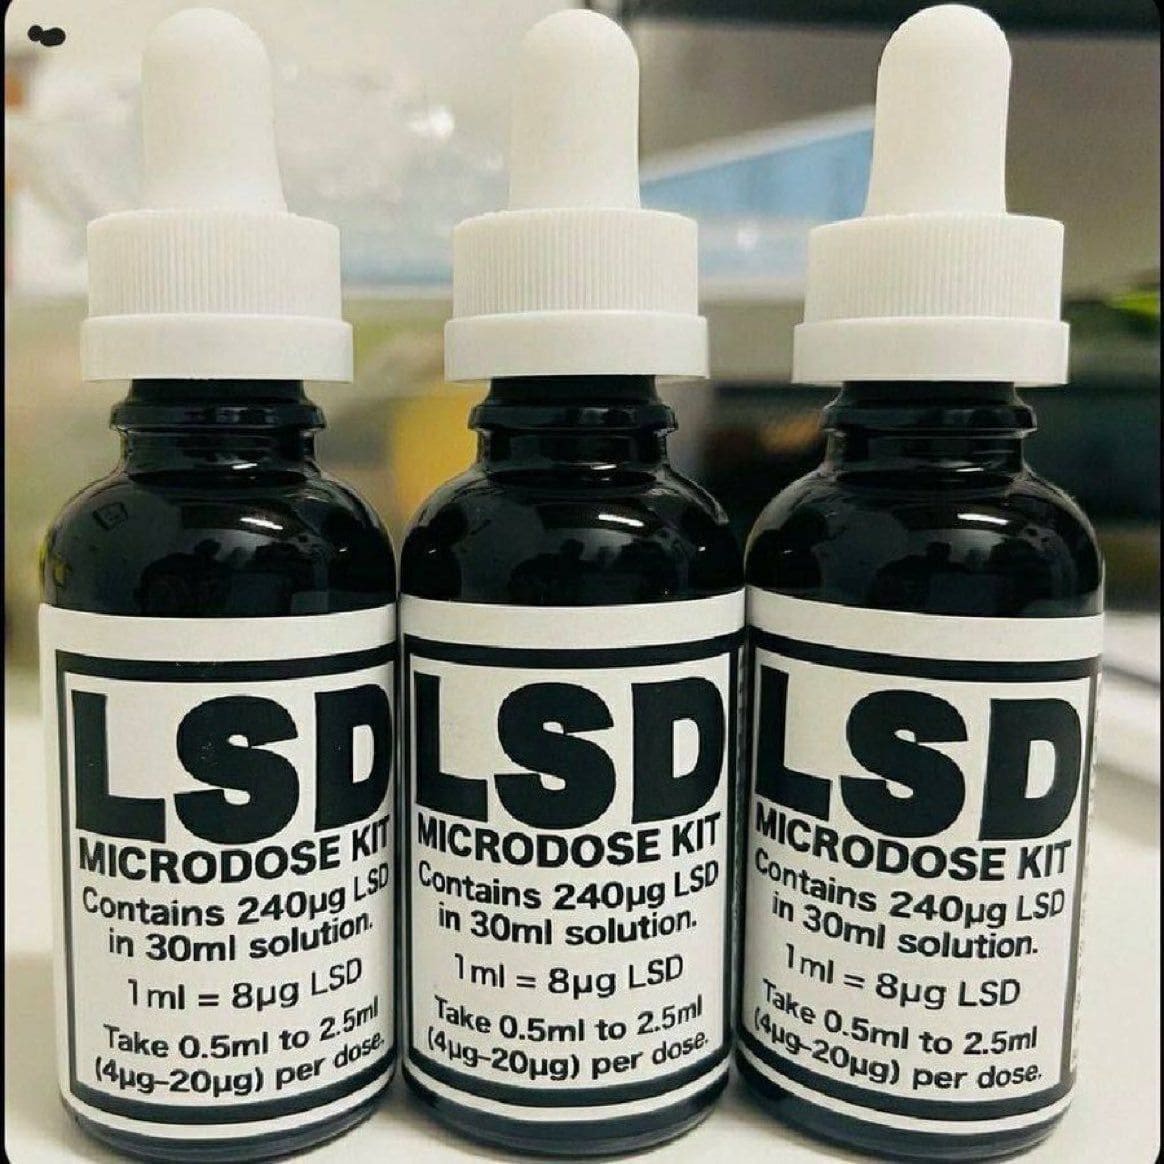 LSD
MICRODOSE KIT
Contains 240µg LSD
in 30ml solution.
1ml = 8µg LSD
Take 0.5ml to 2.5ml
(4µg–20µg) per dose.
LSD
MICRODOSE KIT
Contains 240µg LSD
in 30ml solution.
1ml = 8µg LSD
Take 0.5ml to 2.5ml
(4µg–20µg) per dose.
LSD
MICRODOSE KIT
Contains 240µg LSD
in 30ml solution.
1ml = 8µg LSD
Take 0.5ml to 2.5ml
(4µg–20µg) per dose.